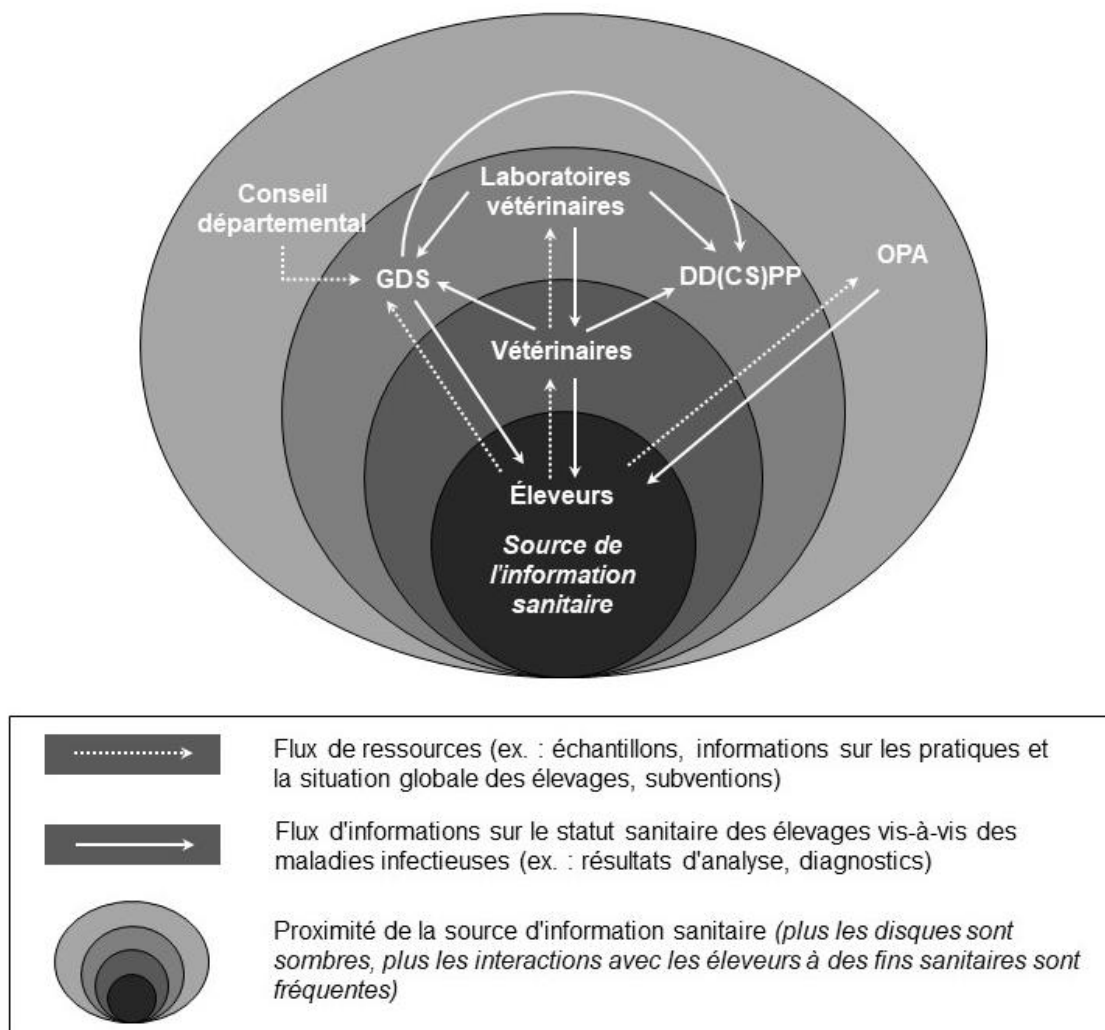 Laboratoires
vétérinaires
Conseil
départemental
OPA
GDS
DD(CS)PP
Vétérinaires
Éleveurs
Source de
l'information
sanitaire
Flux de ressources (ex. : échantillons, informations sur les pratiques et
la situation globale des élevages, subventions)
Flux d'informations sur le statut sanitaire des élevages vis-à-vis des
maladies infectieuses (ex. : résultats d'analyse, diagnostics)
Proximité de la source d'information sanitaire (plus les disques sont
sombres, plus les interactions avec les éleveurs à des fins sanitaires sont
fréquentes)